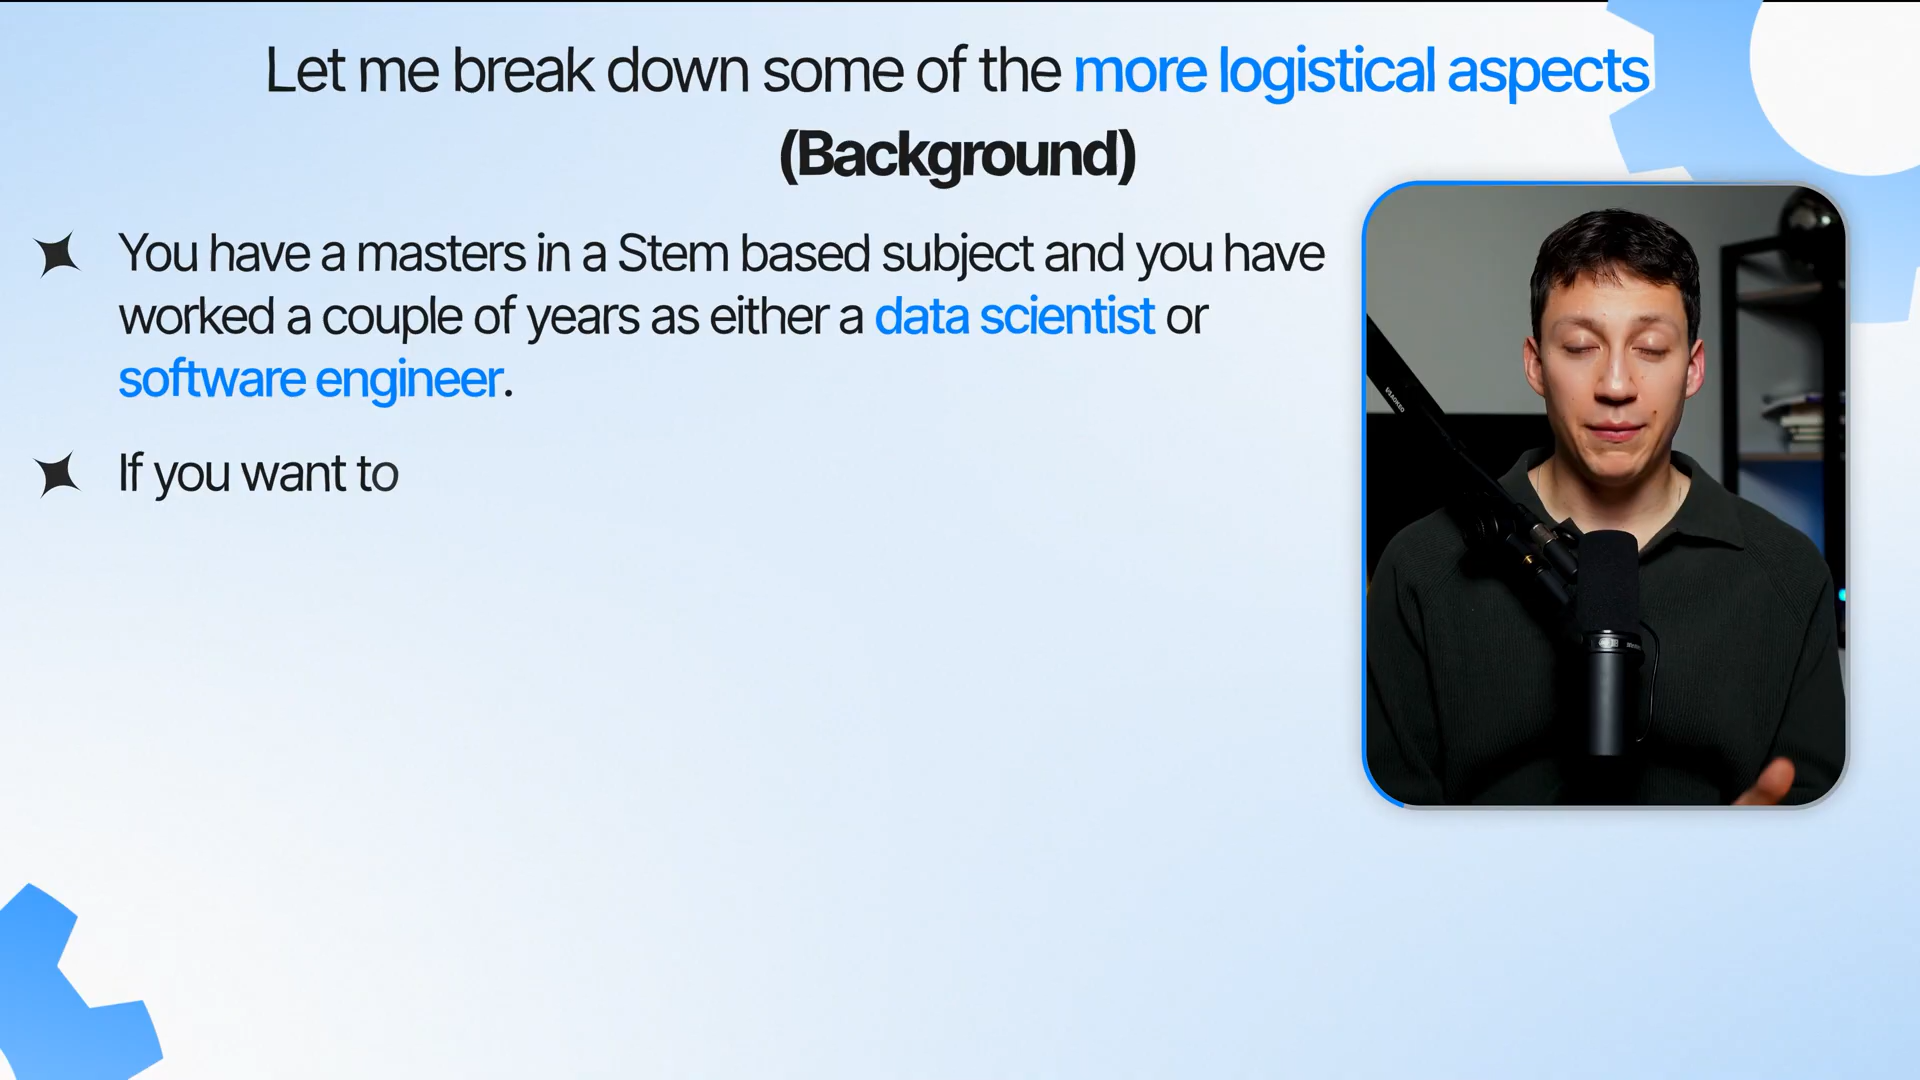 Let me break down some of the more logistical aspects
(Background)
You have a masters in a Stem based subject and you have
worked a couple of years as either a data scientist or
software engineer.
If you want to